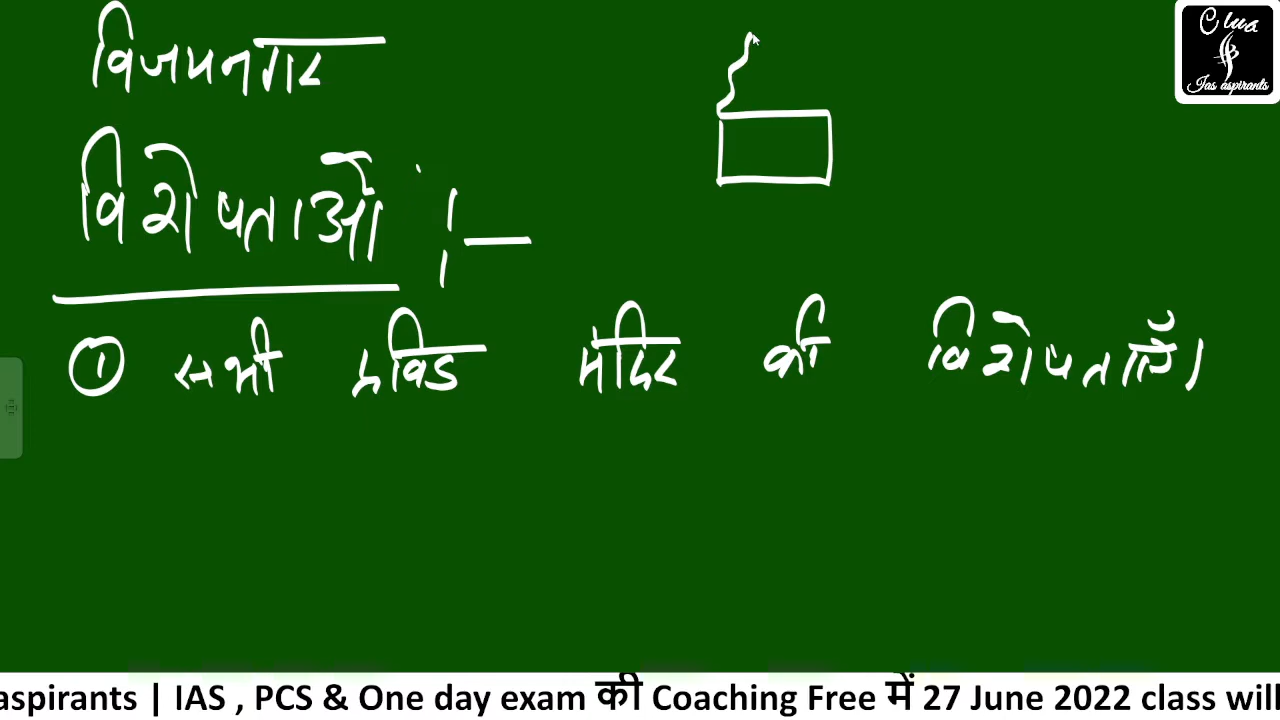 विजयनगर
Clue
Ias aspirants
विशेषताओं :-
① सभी द्रविड मंदिर की विशेषताएँ।
aspirants | IAS , PCS & One day exam की Coaching Free में 27 June 2022 class will